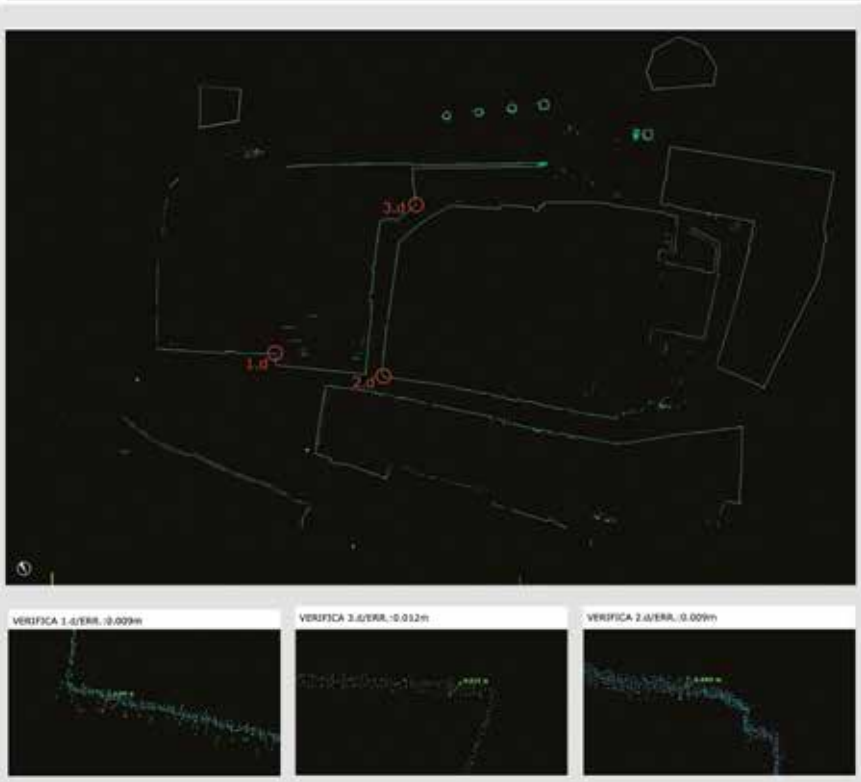 3.d
1.d
2.d
VERIFICA 1.d/ERR.:0.009m
VERIFICA 3.d/ERR.:0.012m
VERIFICA 2.d/ERR.:0.009m